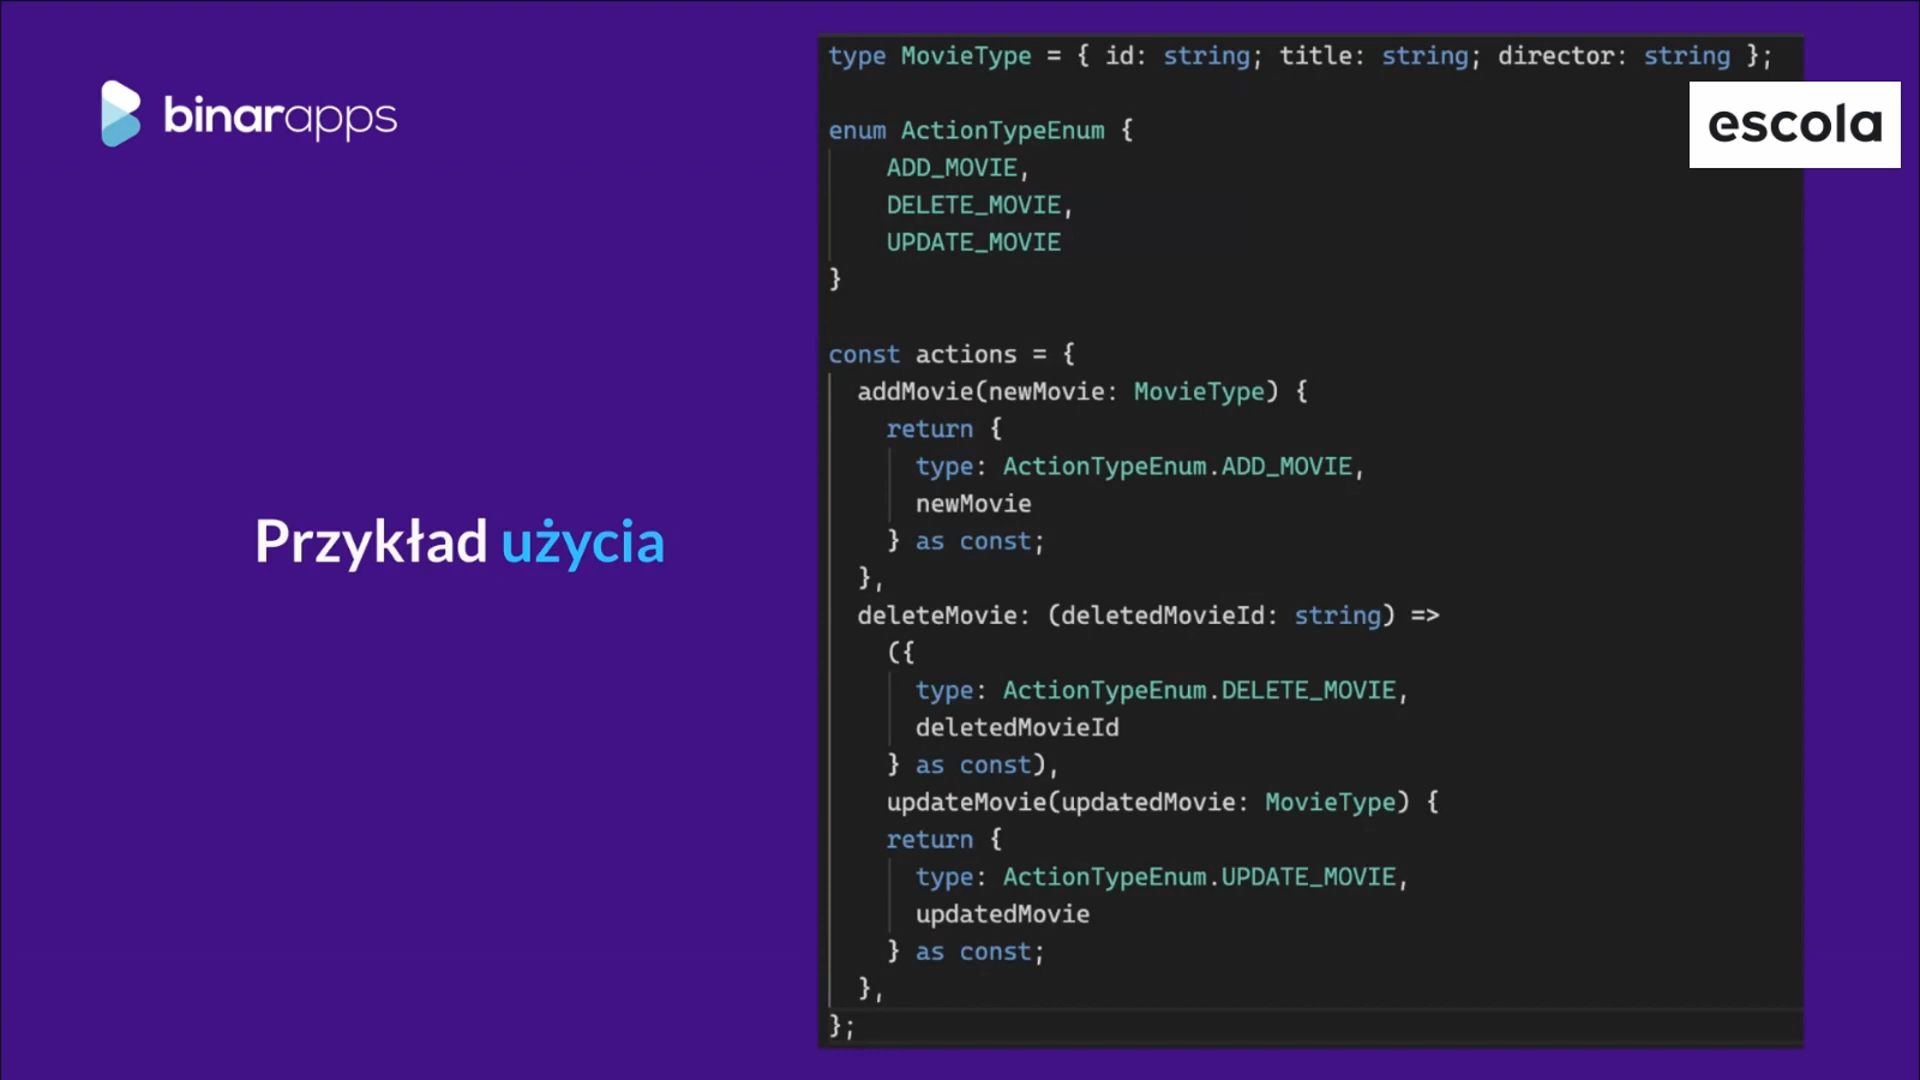 binarapps
Przykład użycia
type MovieType = { id: string; title: string; director: string };
escola
enum ActionTypeEnum {
ADD_MOVIE,
DELETE_MOVIE,
UPDATE_MOVIE
}
const actions = {
addMovie(newMovie: MovieType) {
return {
type: ActionTypeEnum.ADD_MOVIE,
newMovie
} as const;
},
deleteMovie: (deletedMovieId: string) =>
({
type: ActionTypeEnum.DELETE_MOVIE,
deletedMovieId
} as const),
updateMovie(updatedMovie: MovieType) {
return {
type: ActionTypeEnum.UPDATE_MOVIE,
updatedMovie
} as const;
},
};